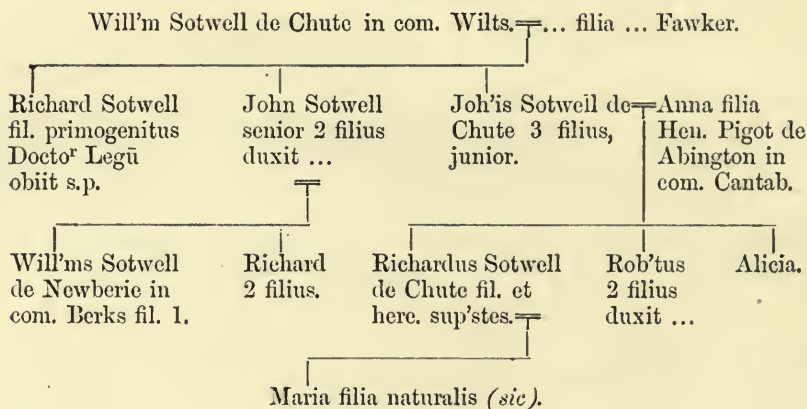 Will'm Sotwell de Chute in com. Wilts.=... filia ... Fawker.
Richard Sotwell
fil. primogenitus
Doctor Legū
obiit s.p.
John Sotwell
senior 2 filius
duxit ...
Joh'is Sotwell de
Chute 3 filius,
junior.
=Anna filia
Hen. Pigot de
Abington in
com. Cantab.
Will'ms Sotwell
de Newberie in
com. Berks fil. 1.
Richard
2 filius.
Richardus Sotwell
de Chute fil. et
here. sup'stes.=
Rob'tus
2 filius
duxit ...
Alicia.
Maria filia naturalis (sic).